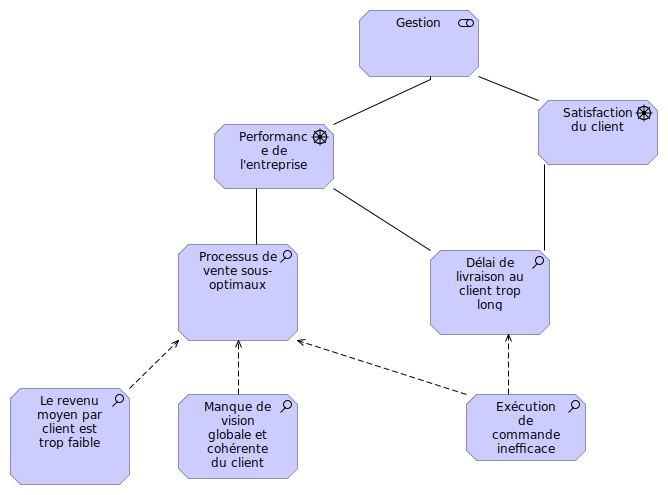 Gestion
Satisfaction
du client
Performanc
e de
l'entreprise
Processus de
vente sous-
optimaux
Délai de
livraison au
client trop
long
Le revenu
moyen par
client est
trop faible
Manque de
vision
globale et
cohérente
du client
Exécution
de
commande
inefficace